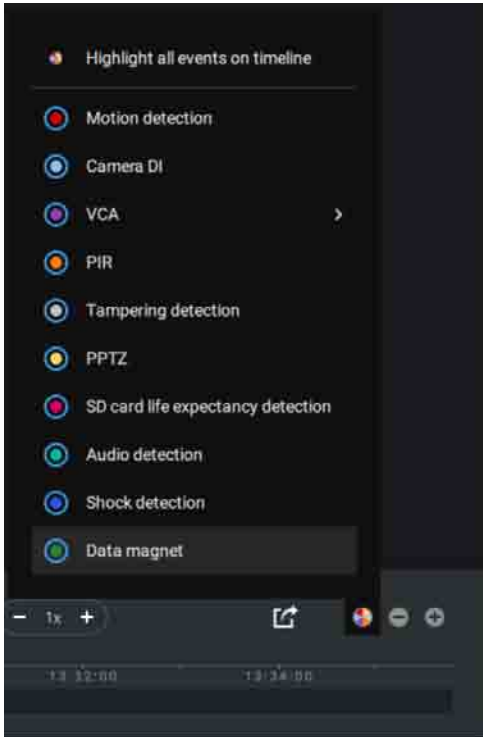 Highlight all events on timeline
Motion detection
Camera DI
VCA
PIR
Tampering detection
PPTZ
SD card life expectancy detection
Audio detection
Shock detection
Data magnet
− 1x +
13:32:00 13:34:00